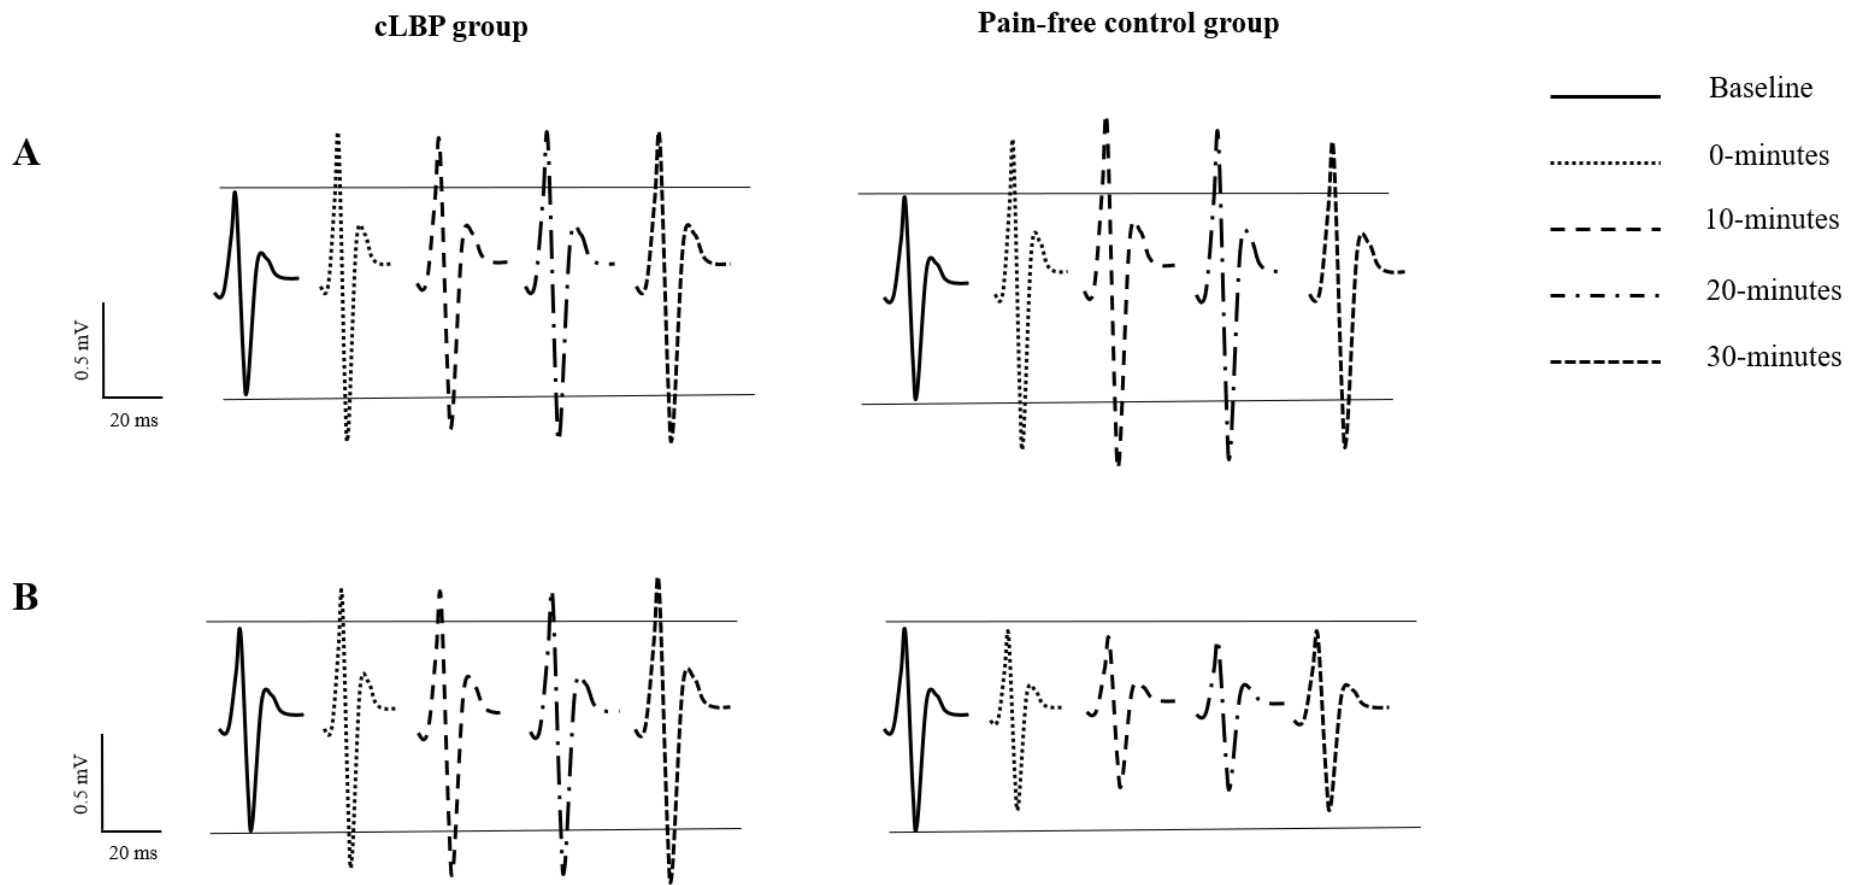 cLBP group
Pain-free control group
Baseline
A
0-minutes
10-minutes
20-minutes
0.5 mV
30-minutes
20 ms
B
0.5 mV
20 ms